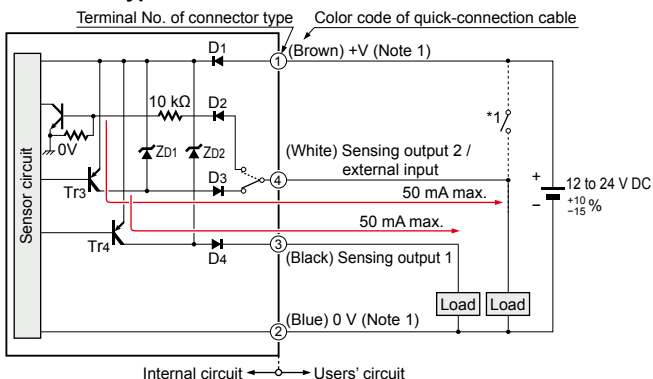 Terminal No. of connector type
Color code of quick-connection cable
D1
1
(Brown) +V (Note 1)
10 kΩ
D2
*1
0V
ZD1
ZD2
(White) Sensing output 2 /
external input
Sensor circuit
Tr3
D3
4
50 mA max.
+
−
12 to 24 V DC
+10
−15 %
50 mA max.
Tr4
D4
3
(Black) Sensing output 1
Load
Load
2
(Blue) 0 V (Note 1)
Internal circuit
Users' circuit